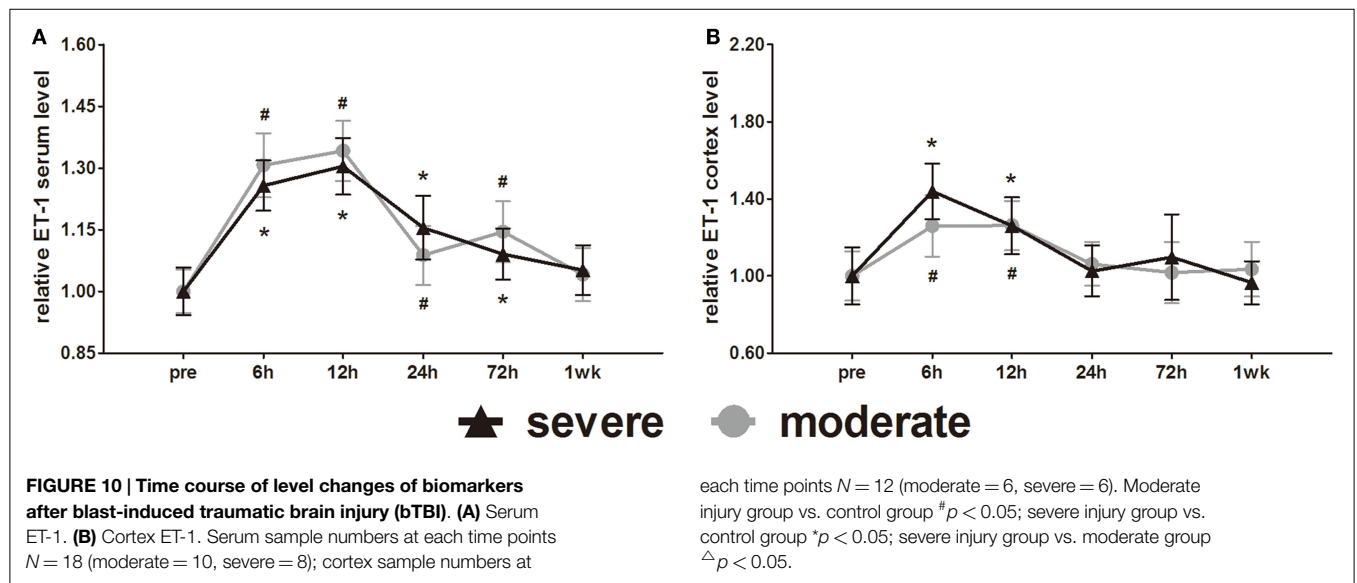 A
1.60
1.45
1.30
1.15
1.00
0.85
relative ET-1 serum level
# # * #
* * # *
pre 6h 12h 24h 72h 1wk
B
2.20
1.80
1.40
1.00
0.60
relative ET-1 cortex level
* *
# #
pre 6h 12h 24h 72h 1wk
severe moderate
FIGURE 10 | Time course of level changes of biomarkers
after blast-induced traumatic brain injury (bTBI). (A) Serum
ET-1. (B) Cortex ET-1. Serum sample numbers at each time points
N = 18 (moderate = 10, severe = 8); cortex sample numbers at
each time points N = 12 (moderate = 6, severe = 6). Moderate
injury group vs. control group #p < 0.05; severe injury group vs.
control group *p < 0.05; severe injury group vs. moderate group
△p < 0.05.